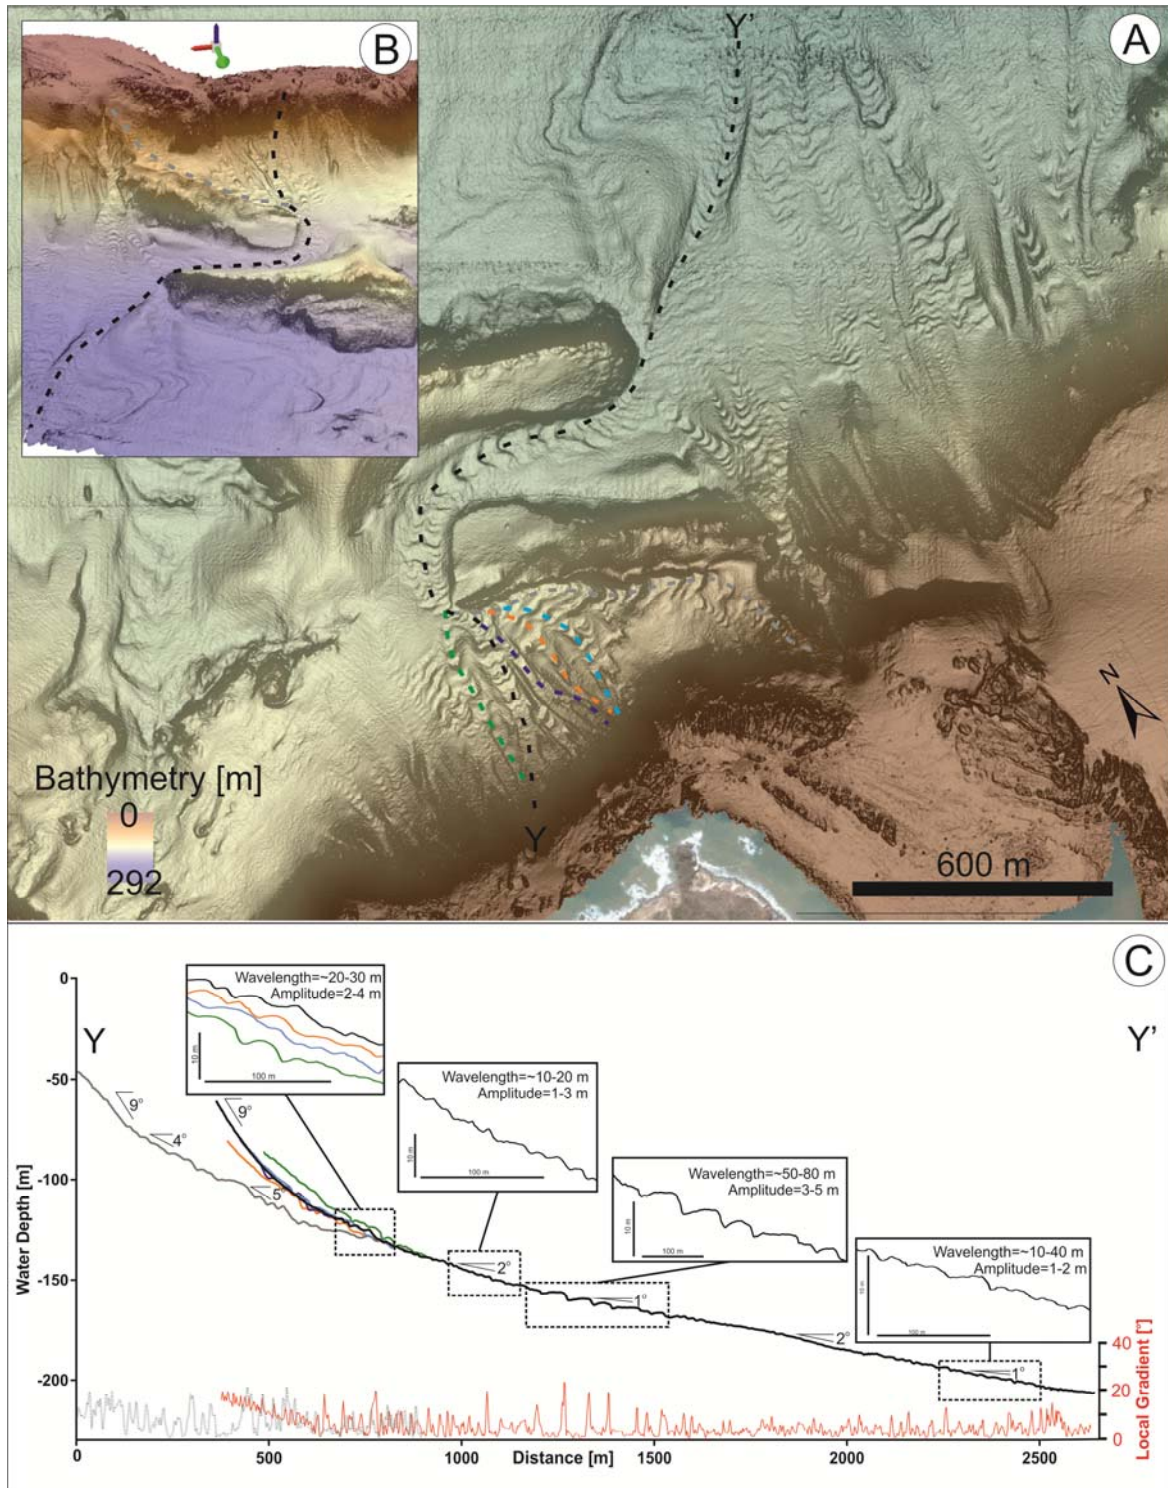 B
Y'
A
N
Bathymetry [m]
0
292
Y
600 m
C
Y
Y'
Wavelength=~20-30 m
Amplitude=2-4 m
10 m
100 m
Wavelength=~10-20 m
Amplitude=1-3 m
10 m
100 m
Wavelength=~50-80 m
Amplitude=3-5 m
10 m
100 m
Wavelength=~10-40 m
Amplitude=1-2 m
10 m
100 m
9°
4°
5
9°
2°
1°
2°
1°
Water Depth [m]
0
-50
-100
-150
-200
0
500
1000
Distance [m]
1500
2000
2500
40
20
0
Local Gradient [°]